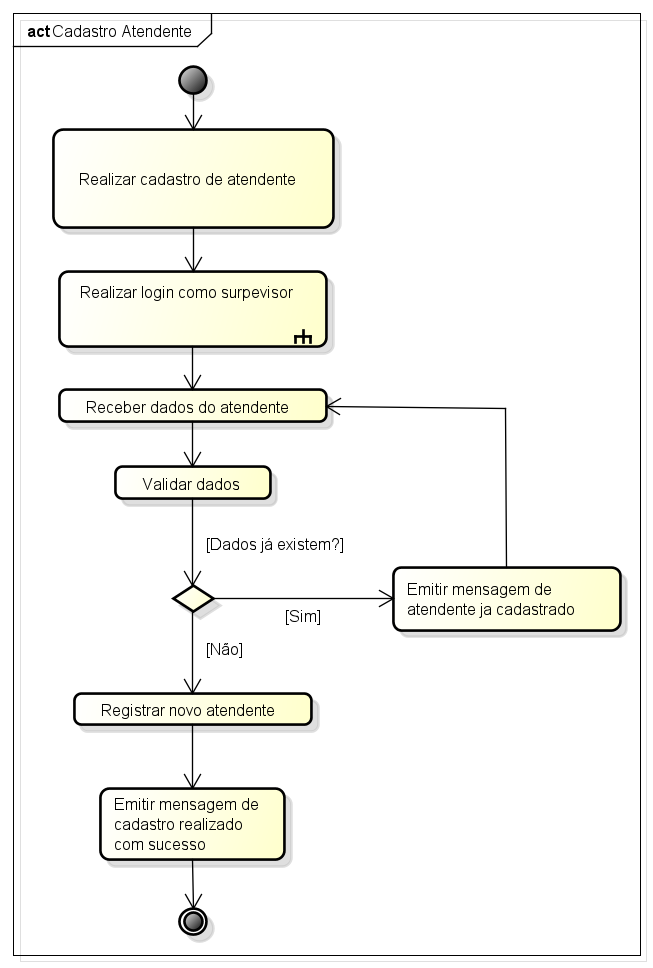 act Cadastro Atendente
Realizar cadastro de atendente
Realizar login como surpevisor
Receber dados do atendente
Validar dados
[Dados já existem?]
Emitir mensagem de
atendente ja cadastrado
[Sim]
[Não]
Registrar novo atendente
Emitir mensagem de
cadastro realizado
com sucesso